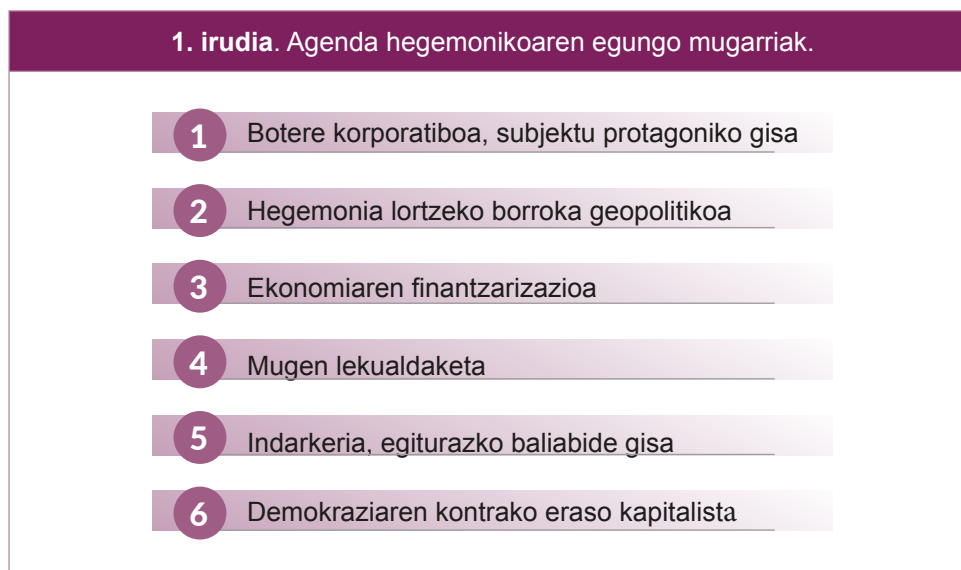 1. irudia. Agenda hegemonikoaren egungo mugarriak.
1 Botere korporatiboa, subjektu protagoniko gisa
2 Hegemonia lortzeko borroka geopolitikoa
3 Ekonomiaren finantzarizazioa
4 Mugen lekualdaketa
5 Indarkeria, egiturazko baliabide gisa
6 Demokraziaren kontrako eraso kapitalista